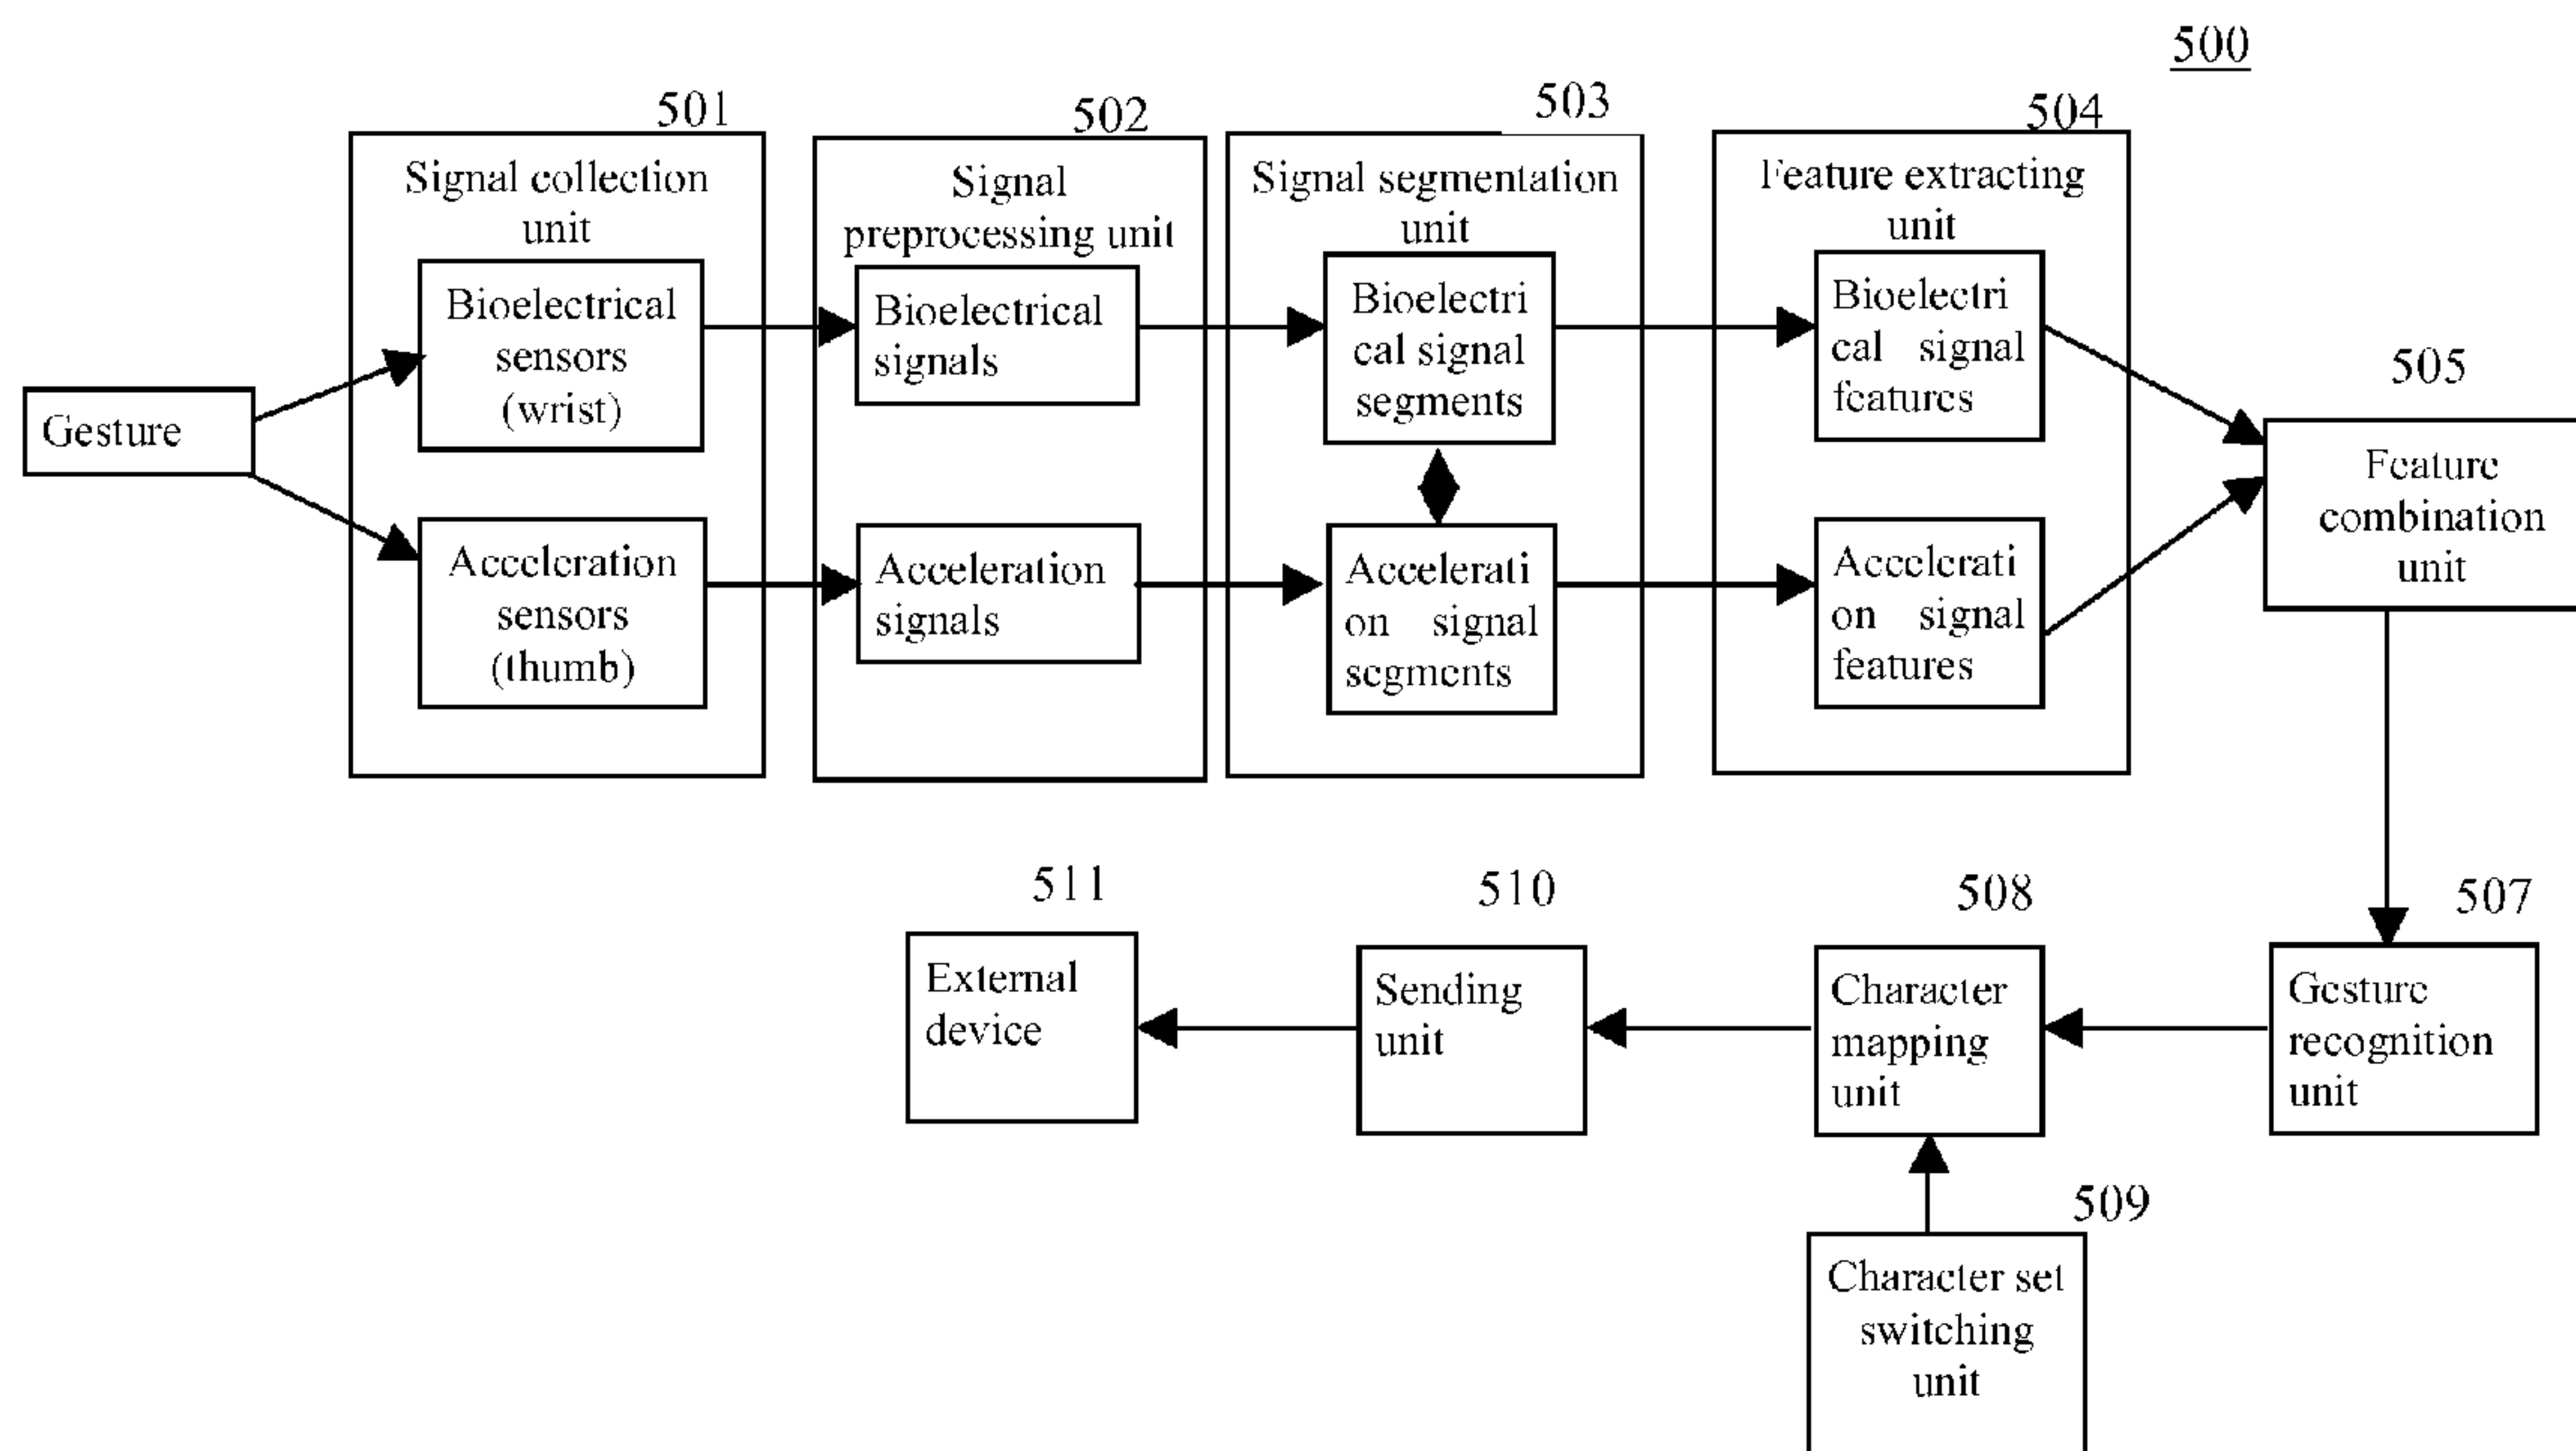 500
501
Signal collection
unit
Bioelectrical
sensors
(wrist)
Acceleration
sensors
(thumb)
502
Signal
preprocessing unit
Bioelectrical
signals
Acceleration
signals
503
Signal segmentation
unit
Bioelectri
cal signal
segments
Accelerati
on signal
segments
504
Feature extracting
unit
Bioelectri
cal signal
features
Accelerati
on signal
features
Gesture
505
Feature
combination
unit
511
External
device
510
Sending
unit
508
Character
mapping
unit
507
Gesture
recognition
unit
509
Character set
switching
unit